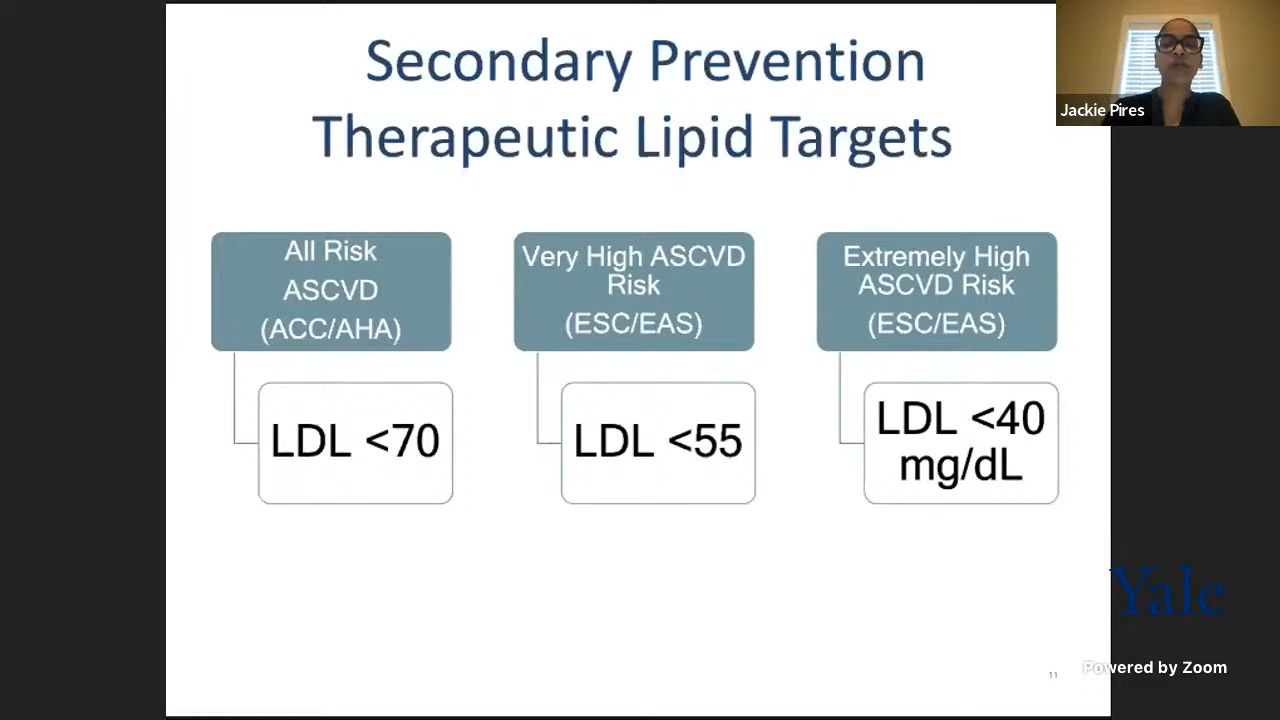 Secondary Prevention
Therapeutic Lipid Targets
Jackie Pires
All Risk
ASCVD
(ACC/AHA)
LDL <70
Very High ASCVD
Risk
(ESC/EAS)
LDL <55
Extremely High
ASCVD Risk
(ESC/EAS)
LDL <40
mg/dL
Yale
11
Powered by Zoom